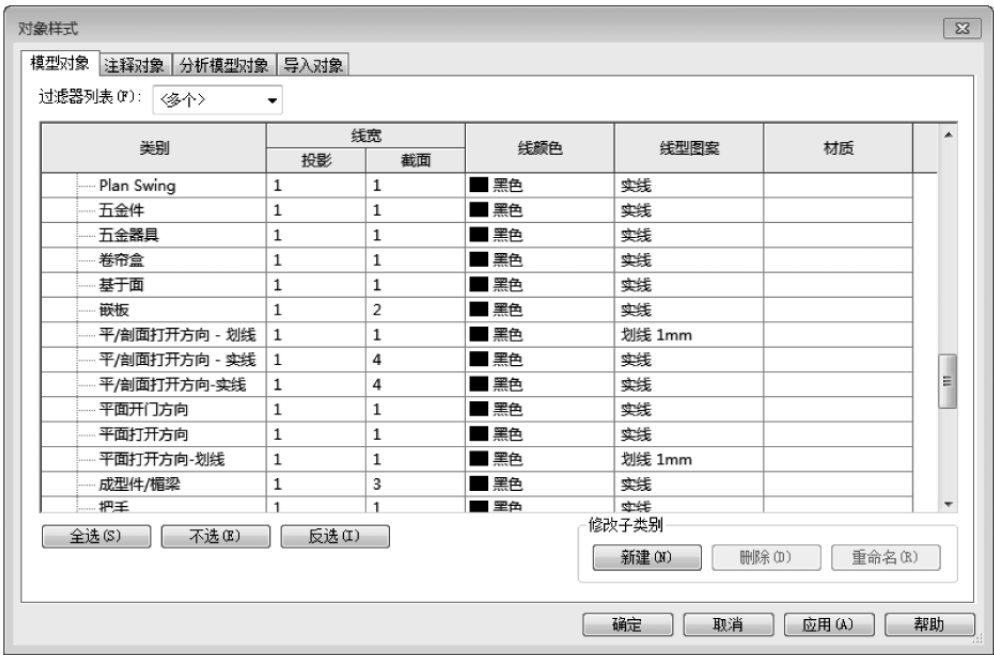 对象样式
模型对象 注释对象 分析模型对象 导入对象
过滤器列表(F): <多个>
类别 线宽 线颜色 线型图案 材质
投影 截面
Plan Swing 1 1 黑色 实线
五金件 1 1 黑色 实线
五金器具 1 1 黑色 实线
卷帘盒 1 1 黑色 实线
基于面 1 1 黑色 实线
嵌板 1 2 黑色 实线
平/剖面打开方向 - 划线 1 1 黑色 划线 1mm
平/剖面打开方向 - 实线 1 4 黑色 实线
平/剖面打开方向-实线 1 4 黑色 实线
平面开门方向 1 1 黑色 实线
平面打开方向 1 1 黑色 实线
平面打开方向-划线 1 1 黑色 划线 1mm
成型件/楣梁 1 3 黑色 实线
把手 1 1 黑色 实线
全选(S) 不选(E) 反选(I)
修改子类别
新建(N) 删除(D) 重命名(R)
确定 取消 应用(A) 帮助